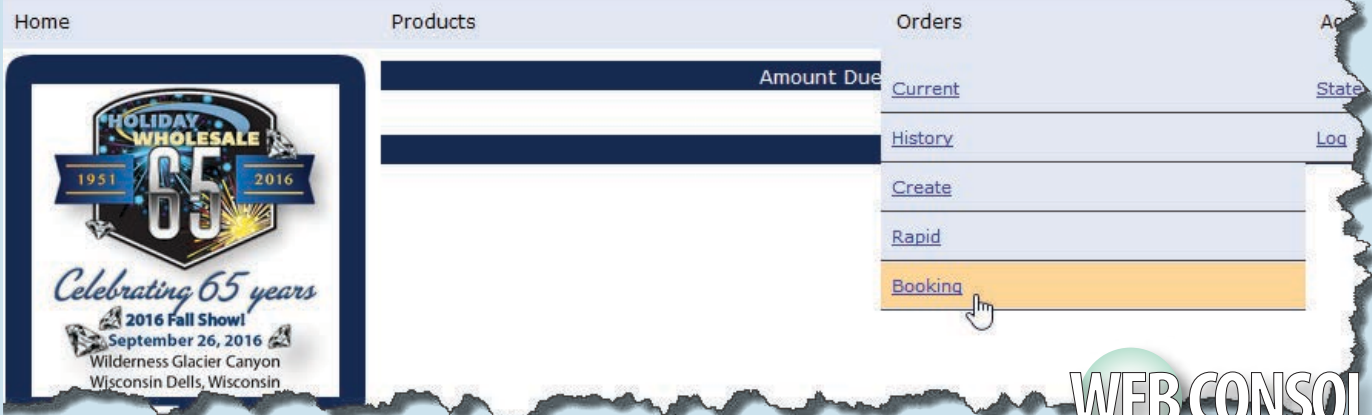 Home
Products
Orders
Amount Due
Current
State
History
Log
Create
Rapid
Booking
HOLIDAY
WHOLESALE
65
1951
2016
Celebrating 65 years
2016 Fall Show!
September 26, 2016
Wilderness Glacier Canyon
Wisconsin Dells, Wisconsin
WEB CONSOL